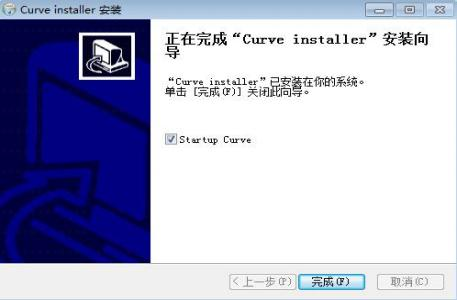 Curve installer 安装
正在完成“Curve installer”安装向
导
“Curve installer”已安装在你的系统。
单击 [完成(F)] 关闭此向导。
Startup Curve
< 上一步(P)
完成(F)
取消(C)